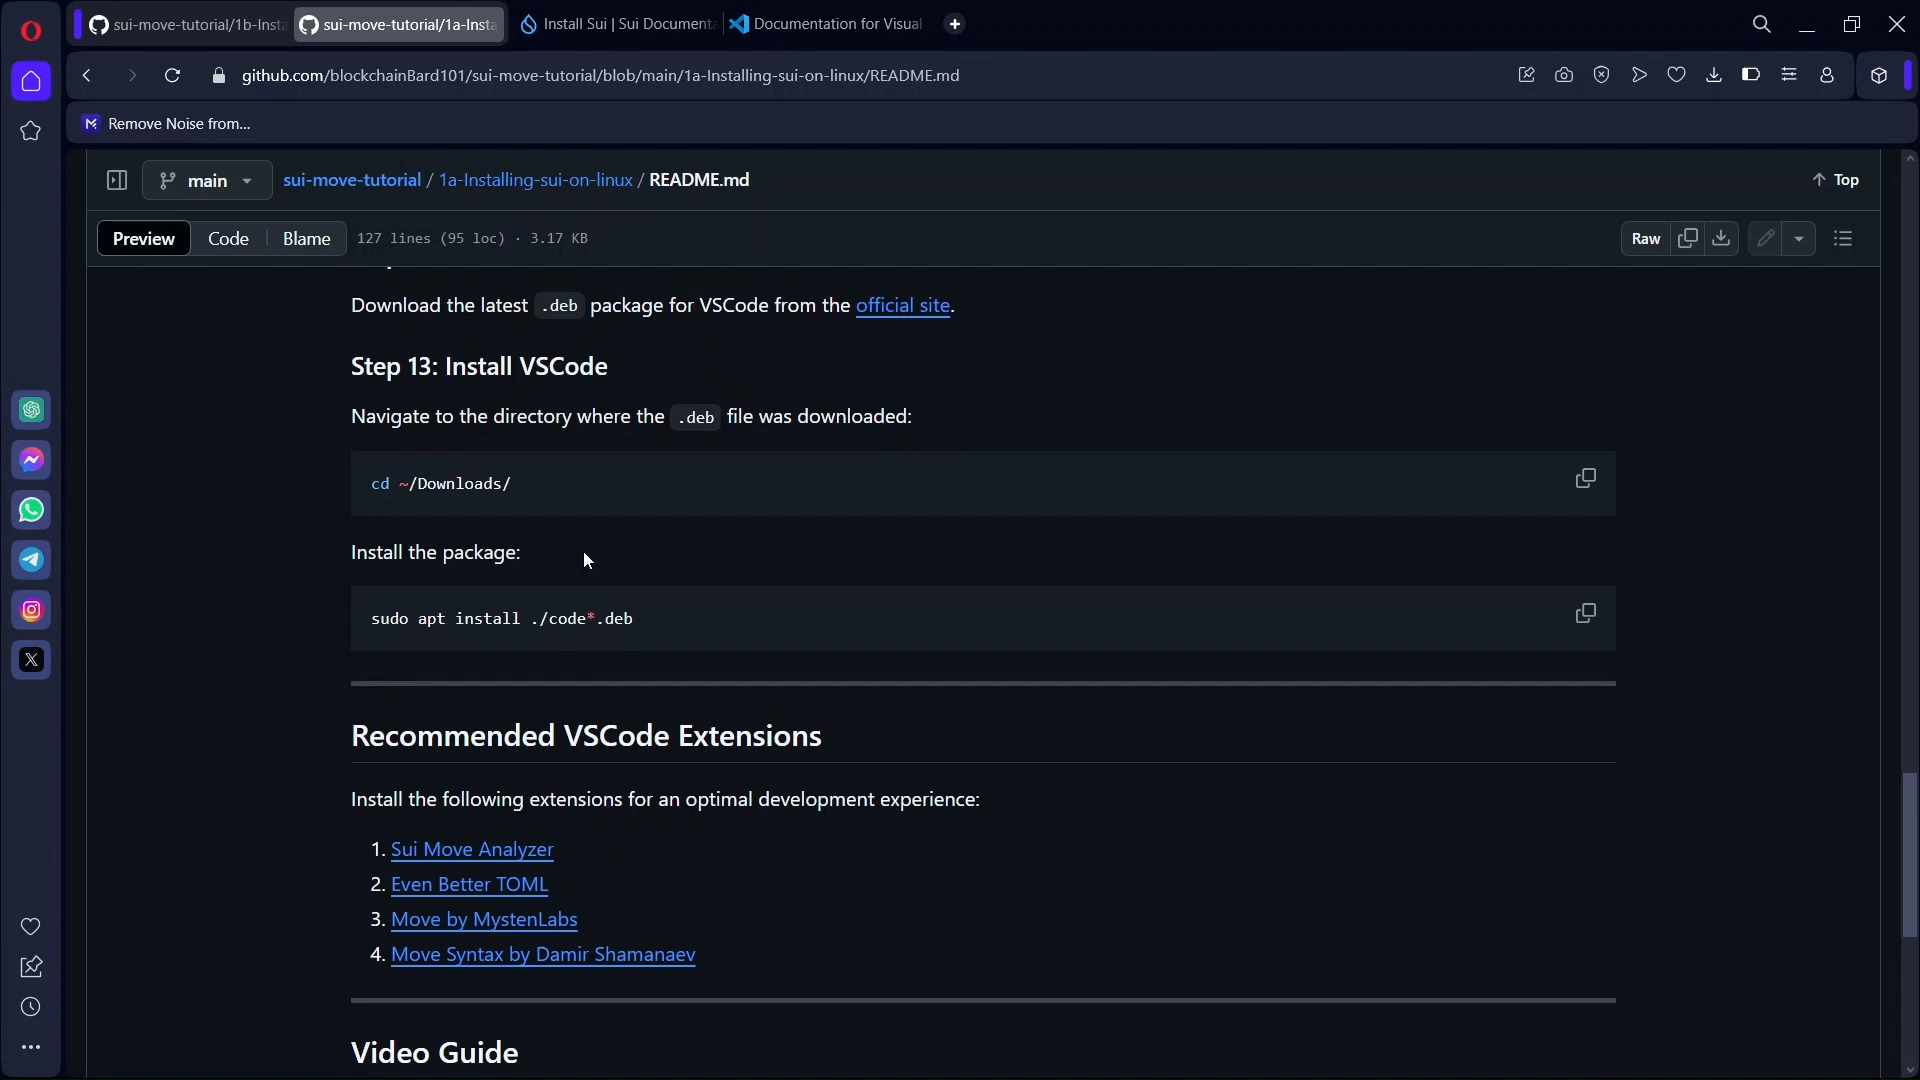 sui-move-tutorial/1b-Insta
sui-move-tutorial/1a-Insta
Install Sui | Sui Documenta
Documentation for Visual
github.com/blockchainBard101/sui-move-tutorial/blob/main/1a-Installing-sui-on-linux/README.md
Remove Noise from...
main
sui-move-tutorial / 1a-Installing-sui-on-linux / README.md
Top
Preview
Code
Blame
127 lines (95 loc) · 3.17 KB
Raw
Download the latest .deb package for VSCode from the official site.
Step 13: Install VSCode
Navigate to the directory where the .deb file was downloaded:
cd ~/Downloads/
Install the package:
sudo apt install ./code*.deb
Recommended VSCode Extensions
Install the following extensions for an optimal development experience:
1. Sui Move Analyzer
2. Even Better TOML
3. Move by MystenLabs
4. Move Syntax by Damir Shamanaev
Video Guide